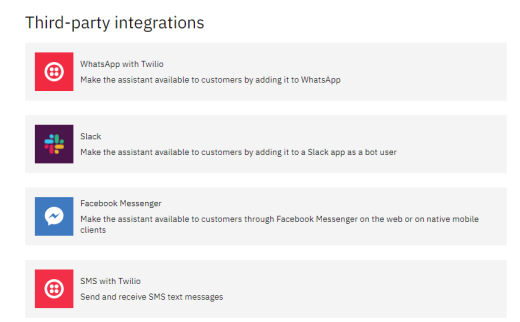 Third-party integrations
WhatsApp with Twilio
Make the assistant available to customers by adding it to WhatsApp
Slack
Make the assistant available to customers by adding it to a Slack app as a bot user
Facebook Messenger
Make the assistant available to customers through Facebook Messenger on the web or on native mobile
clients
SMS with Twilio
Send and receive SMS text messages